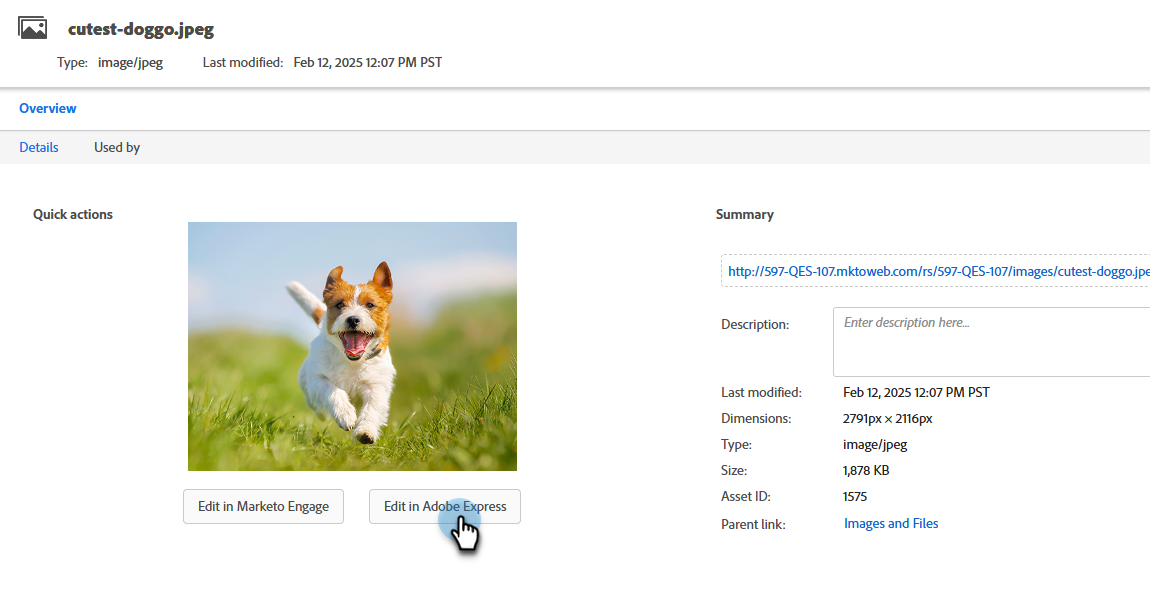 cutest-doggo.jpeg
Type: image/jpeg Last modified: Feb 12, 2025 12:07 PM PST
Overview
Details Used by
Quick actions
Edit in Marketo Engage Edit in Adobe Express
Summary
http://597-QES-107.mktoweb.com/rs/597-QES-107/images/cutest-doggo.jpe
Description: Enter description here...
Last modified: Feb 12, 2025 12:07 PM PST
Dimensions: 2791px × 2116px
Type: image/jpeg
Size: 1,878 KB
Asset ID: 1575
Parent link: Images and Files